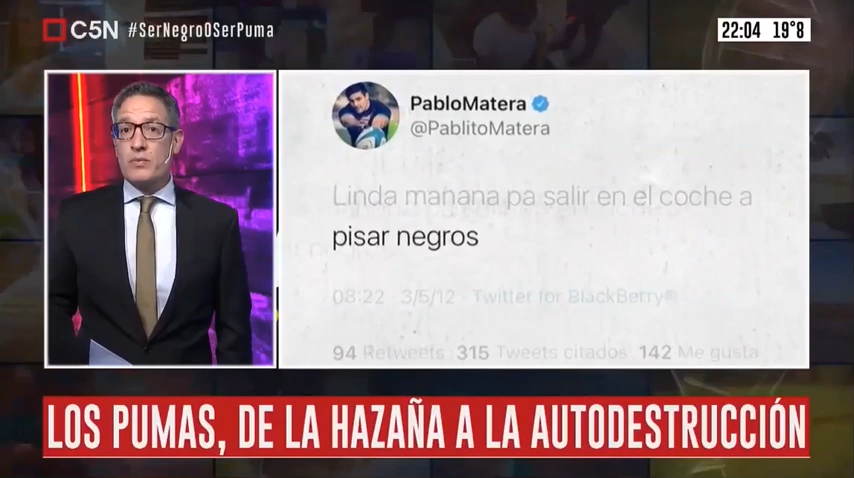 C5N #SerNegroOSerPuma
22:04 19°8
PabloMatera
@PablitoMatera
Linda manana pa salir en el coche a
pisar negros
08:22 · 3/5/12 · Twitter for BlackBerry®
94 Retweets 315 Tweets citados 142 Me gusta
LOS PUMAS, DE LA HAZAÑA A LA AUTODESTRUCCIÓN